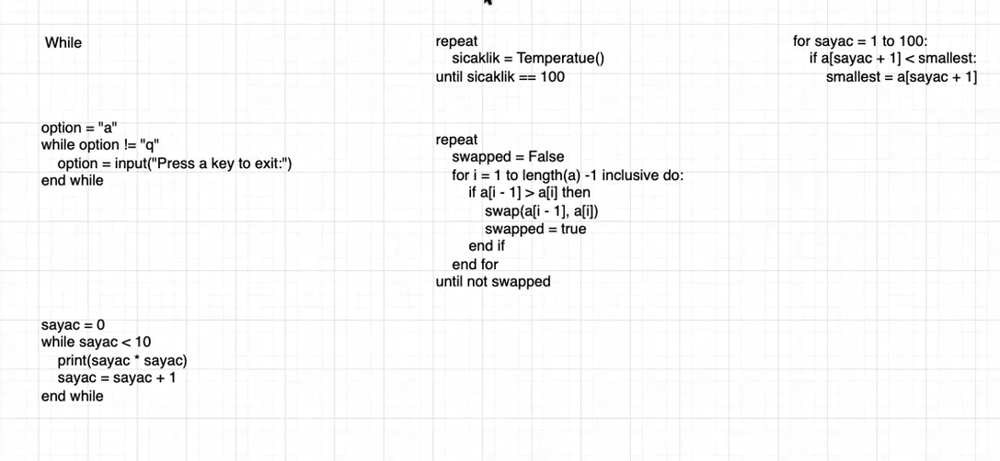 While
option = "a"
while option != "q"
option = input("Press a key to exit:")
end while
sayac = 0
while sayac < 10
print(sayac * sayac)
sayac = sayac + 1
end while
repeat
sicaklik = Temperatue()
until sicaklik == 100
repeat
swapped = False
for i = 1 to length(a) -1 inclusive do:
if a[i - 1] > a[i] then
swap(a[i - 1], a[i])
swapped = true
end if
end for
until not swapped
for sayac = 1 to 100:
if a[sayac + 1] < smallest:
smallest = a[sayac + 1]